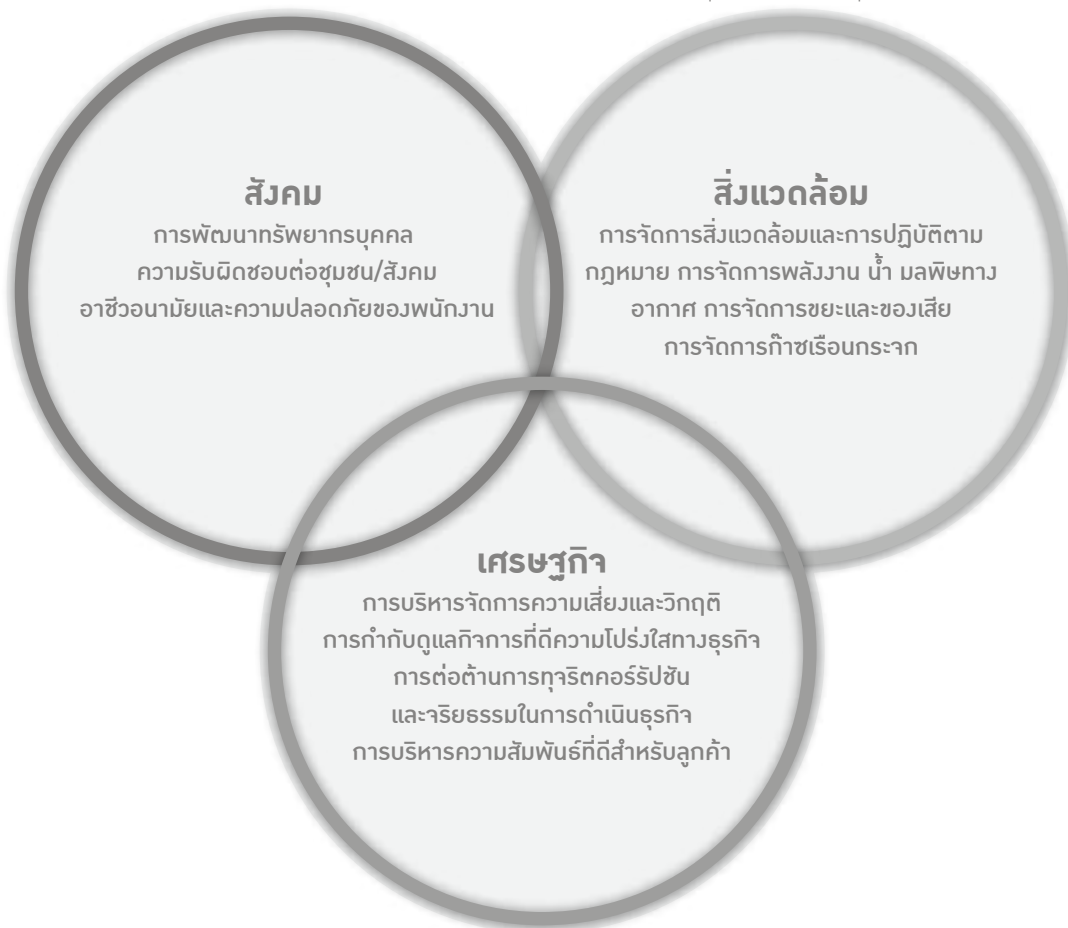 สังคม
การพัฒนาทรัพยากรบุคคล
ความรับผิดชอบต่อชุมชน/สังคม
อาชีวอนามัยและความปลอดภัยของพนักงาน
สิ่งแวดล้อม
การจัดการสิ่งแวดล้อมและการปฏิบัติตาม
กฎหมาย การจัดการพลังงาน น้ำ มลพิษทาง
อากาศ การจัดการขยะและของเสีย
การจัดการก๊าซเรือนกระจก
เศรษฐกิจ
การบริหารจัดการความเสี่ยงและวิกฤติ
การกำกับดูแลกิจการที่ดีความโปร่งใสทางธุรกิจ
การต่อต้านการทุจริตคอร์รัปชัน
และจริยธรรมในการดำเนินธุรกิจ
การบริหารความสัมพันธ์ที่ดีสำหรับลูกค้า